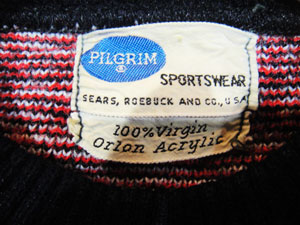 PILGRIM
®
SPORTSWEAR
SEARS, ROEBUCK AND CO., U.S.A.
100% Virgin
Orlon Acrylic